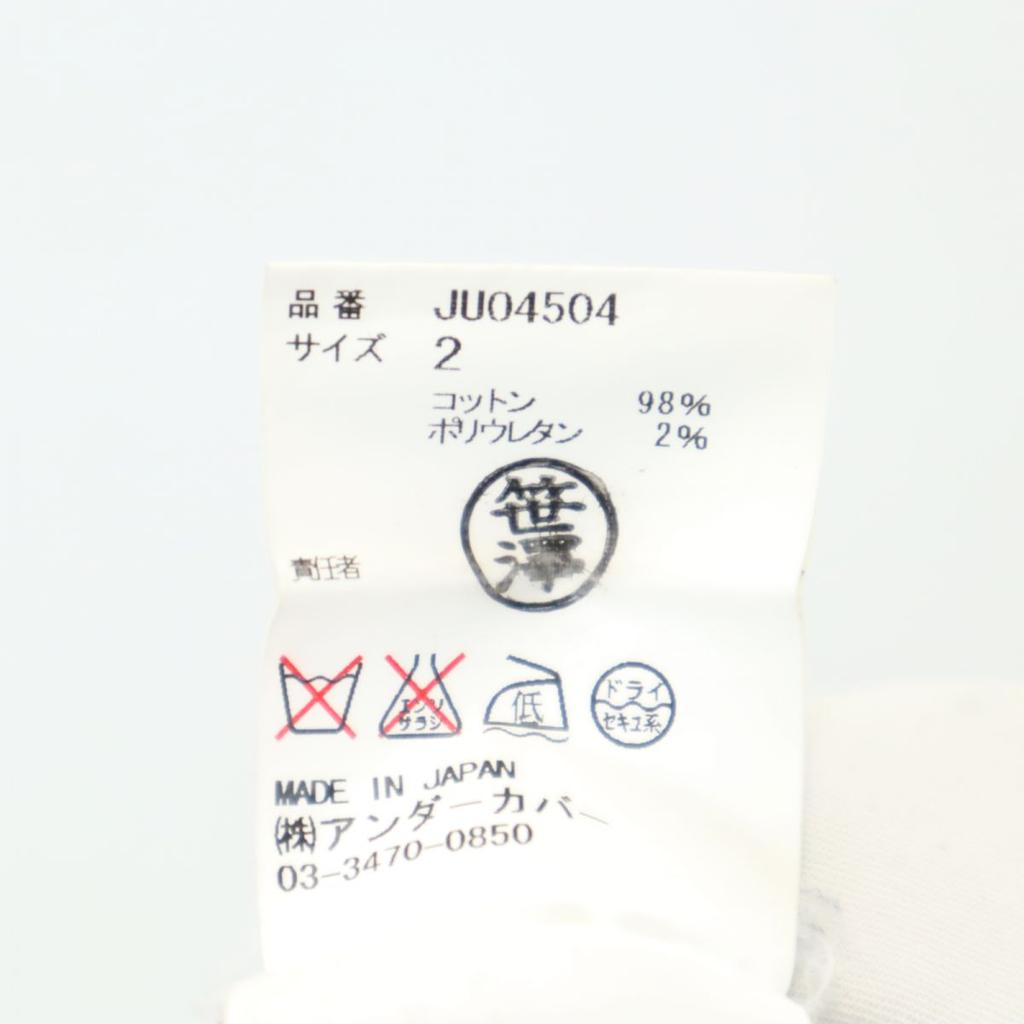 品番 JU04504
サイズ 2
コットン 98%
ポリウレタン 2%
笹
澤
責任者
エンソ
サラシ
低
ドライ
セキユ系
MADE IN JAPAN
(株)アンダーカバー
03-3470-0850